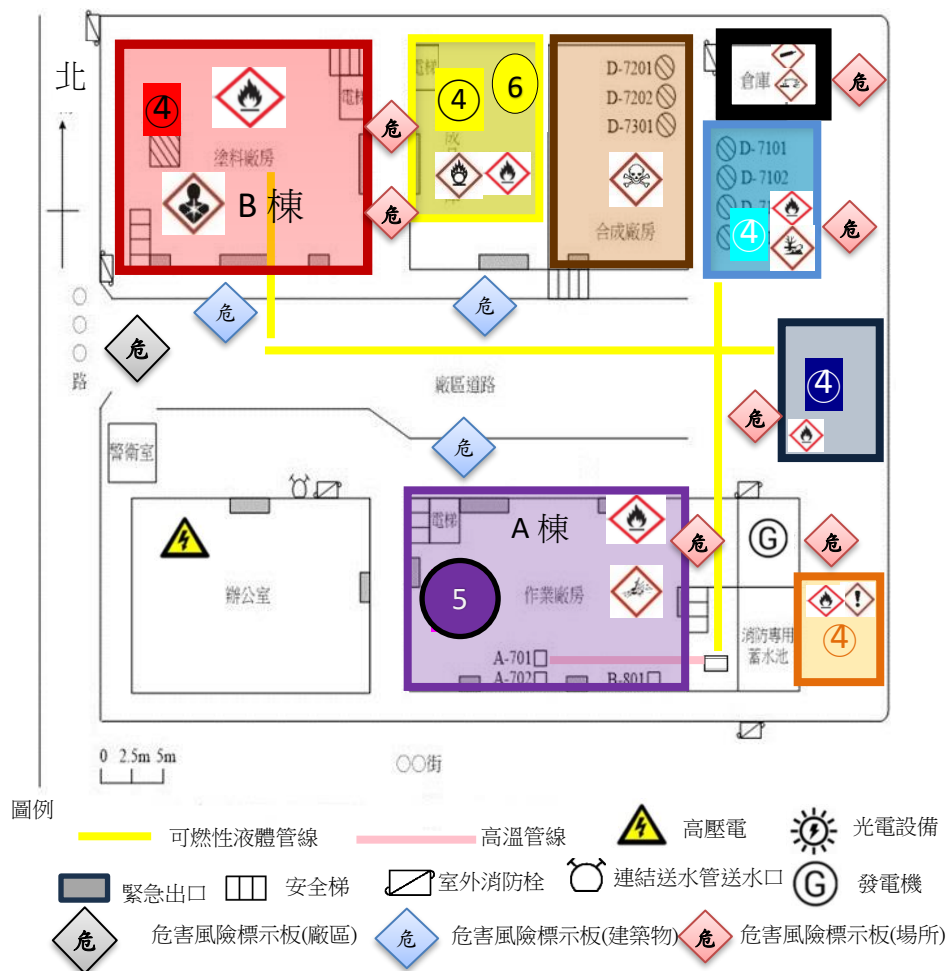 北
路
④
塗料廠房
B 棟
電梯
危
危
電梯
④
⑥
D-7201
D-7202
D-7301
合成廠房
倉庫
危
D-7101
D-7102
④
危
危
危
危
廠區道路
④
危
危
警衛室
辦公室
電梯
A 棟
5
作業廠房
A-701
A-702
B-801
危
G
危
消防專用
蓄水池
④
0 2.5m 5m
○○街
圖例
可燃性液體管線
高溫管線
高壓電
光電設備
緊急出口
安全梯
室外消防栓
連結送水管送水口
G
發電機
危
危害風險標示板(廠區)
危
危害風險標示板(建築物)
危
危害風險標示板(場所)